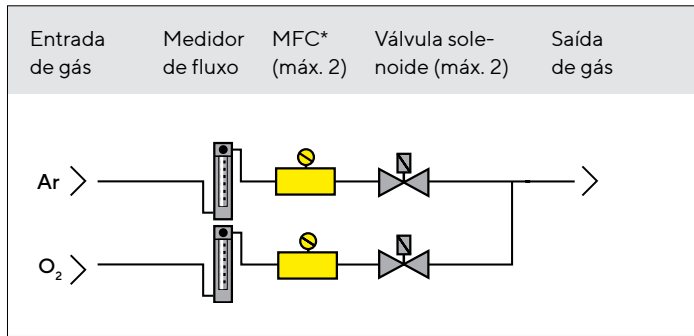 Entrada
de gás
Medidor
de fluxo
MFC*
(máx. 2)
Válvula sole-
noide (máx. 2)
Saída
de gás
Ar
O₂